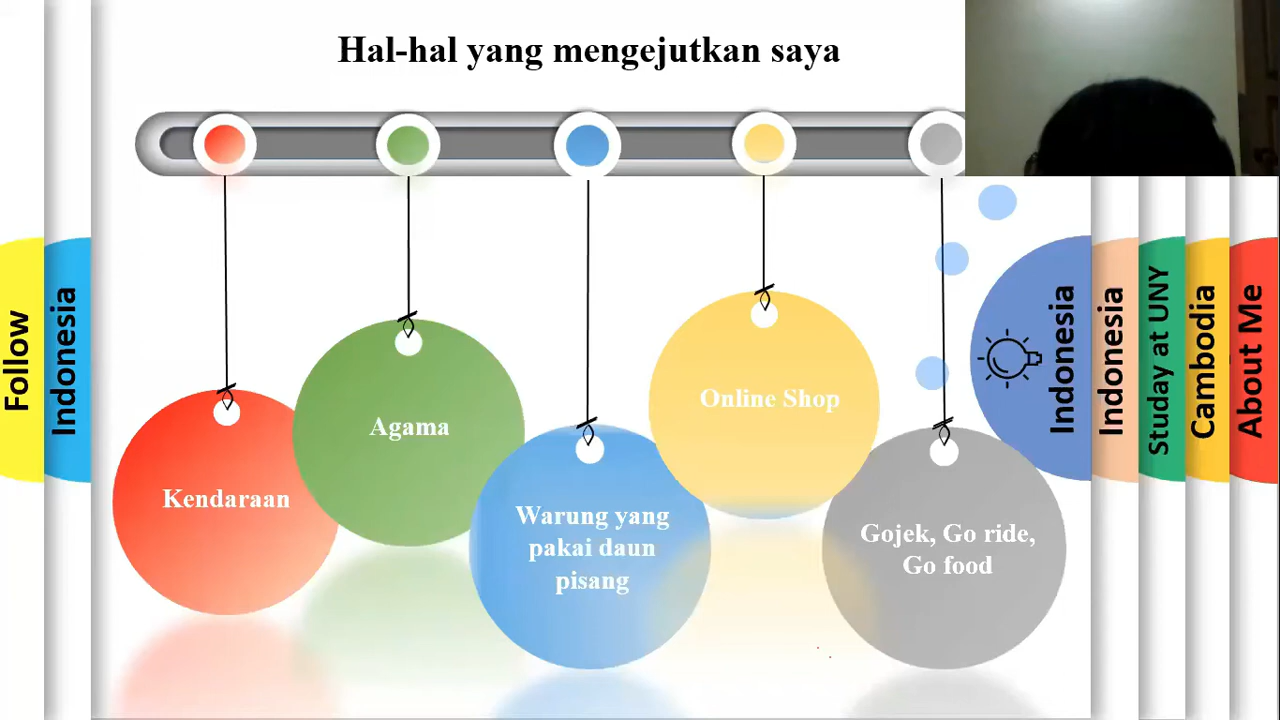 Hal-hal yang mengejutkan saya
Follow
Indonesia
Kendaraan
Agama
Warung yang
pakai daun
pisang
Online Shop
Gojek, Go ride,
Go food
Indonesia
Indonesia
Studay at UNY
Cambodia
About Me